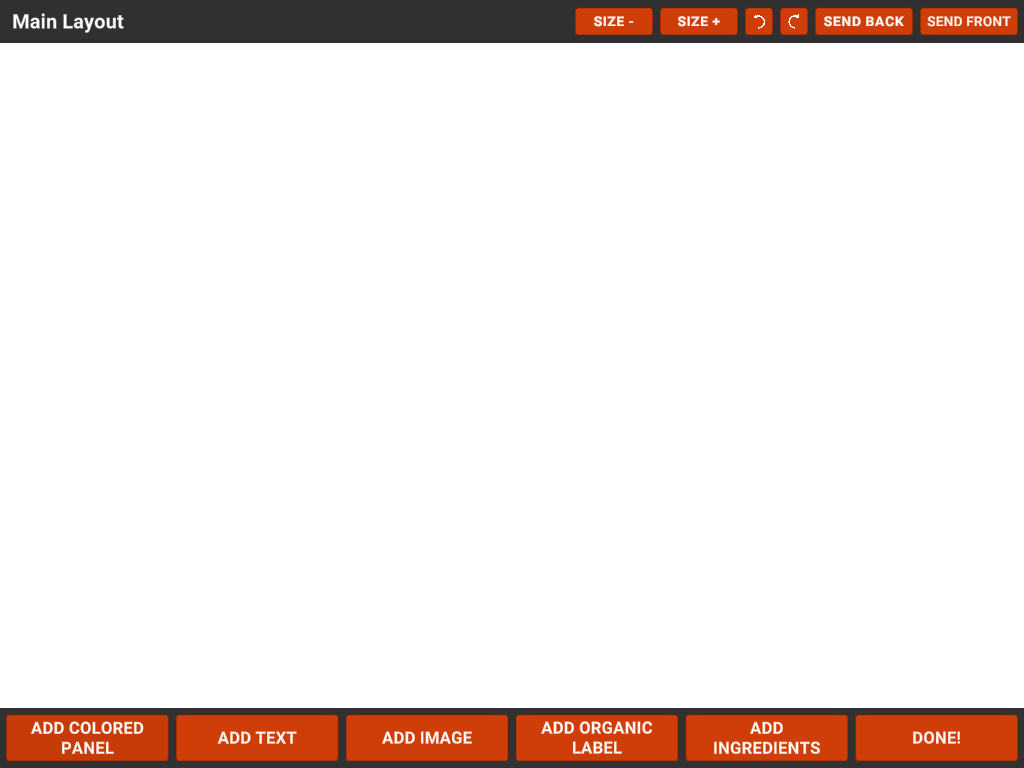 Main Layout
SIZE -
SIZE +
SEND BACK
SEND FRONT
ADD COLORED
PANEL
ADD TEXT
ADD IMAGE
ADD ORGANIC
LABEL
ADD
INGREDIENTS
DONE!